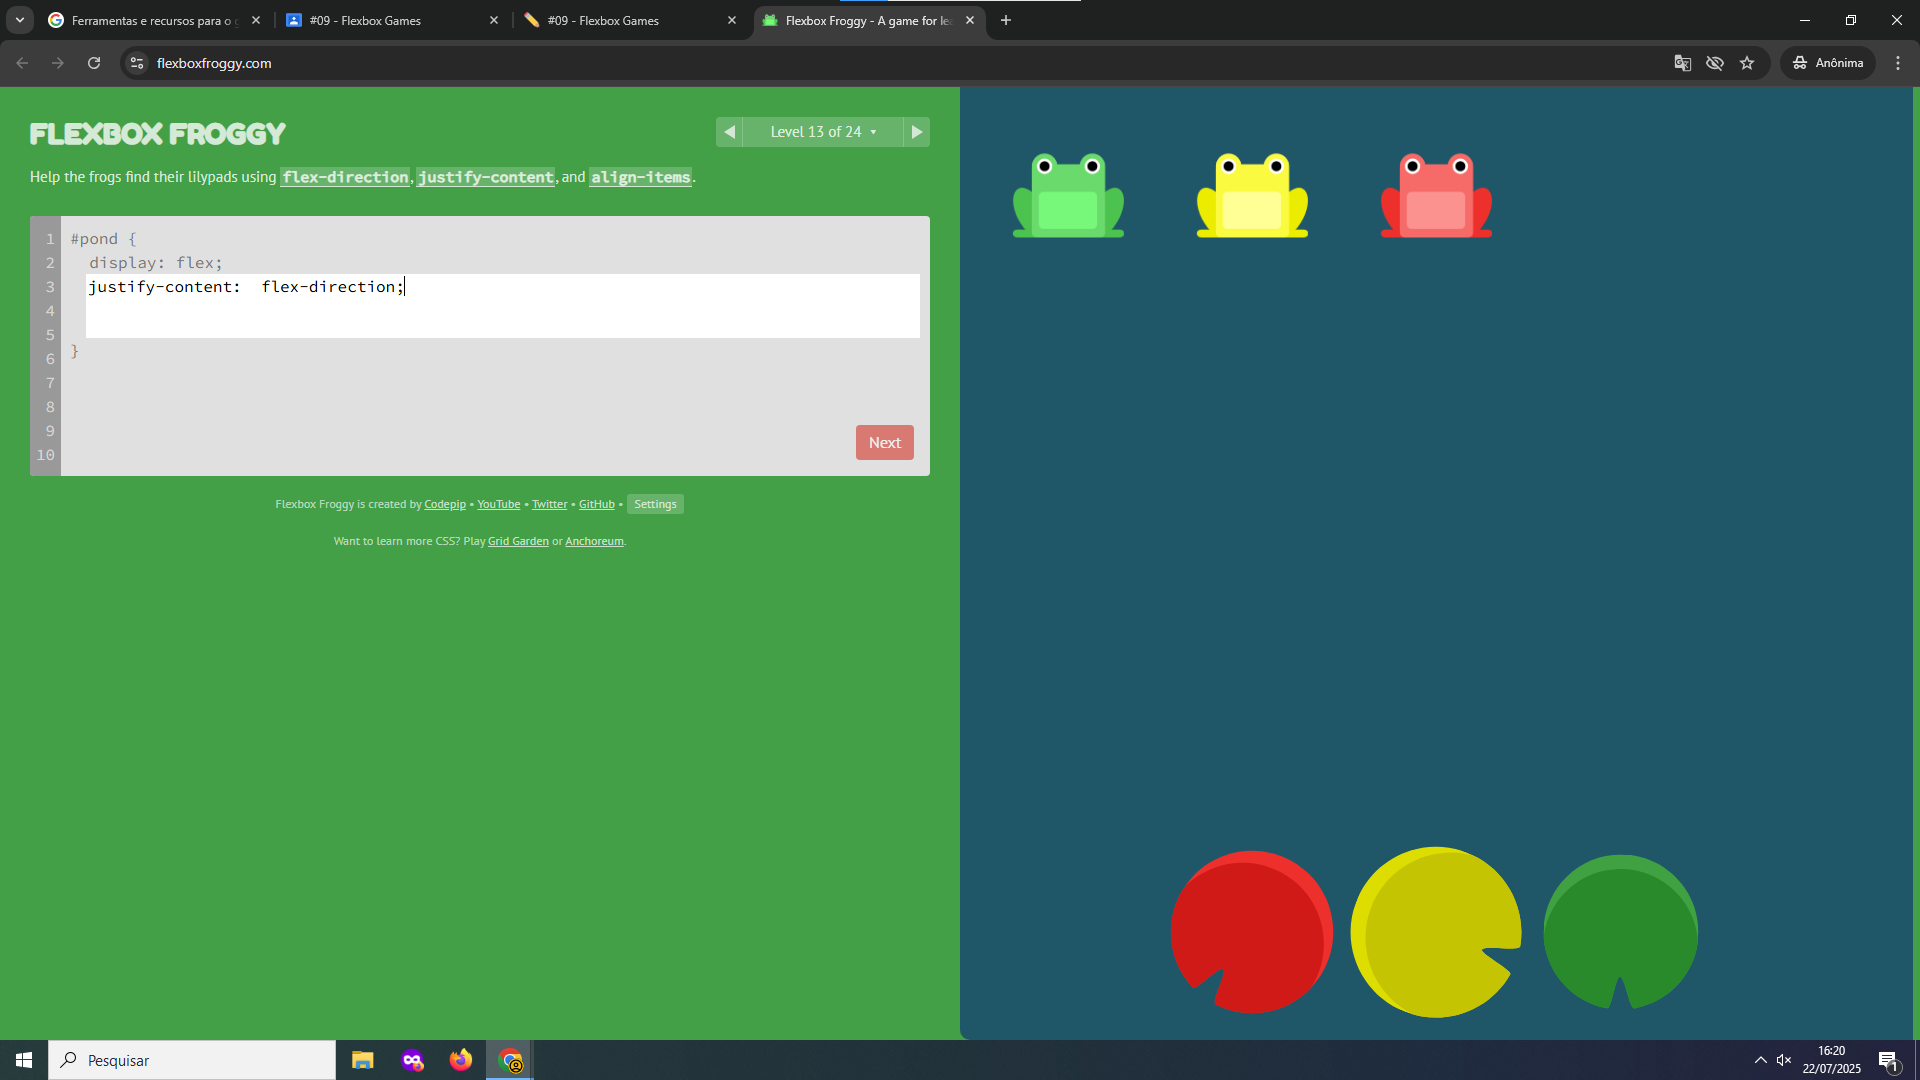 Ferramentas e recursos para o g
#09 - Flexbox Games
#09 - Flexbox Games
Flexbox Froggy - A game for le
flexboxfroggy.com
Anônima
FLEXBOX FROGGY
Level 13 of 24
Help the frogs find their lilypads using flex-direction, justify-content, and align-items.
1 #pond {
2 display: flex;
3 justify-content:  flex-direction;
4
5
6 }
7
8
9
10
Next
Flexbox Froggy is created by Codepip • YouTube • Twitter • GitHub • Settings
Want to learn more CSS? Play Grid Garden or Anchoreum.
Pesquisar
16:20
22/07/2025
1